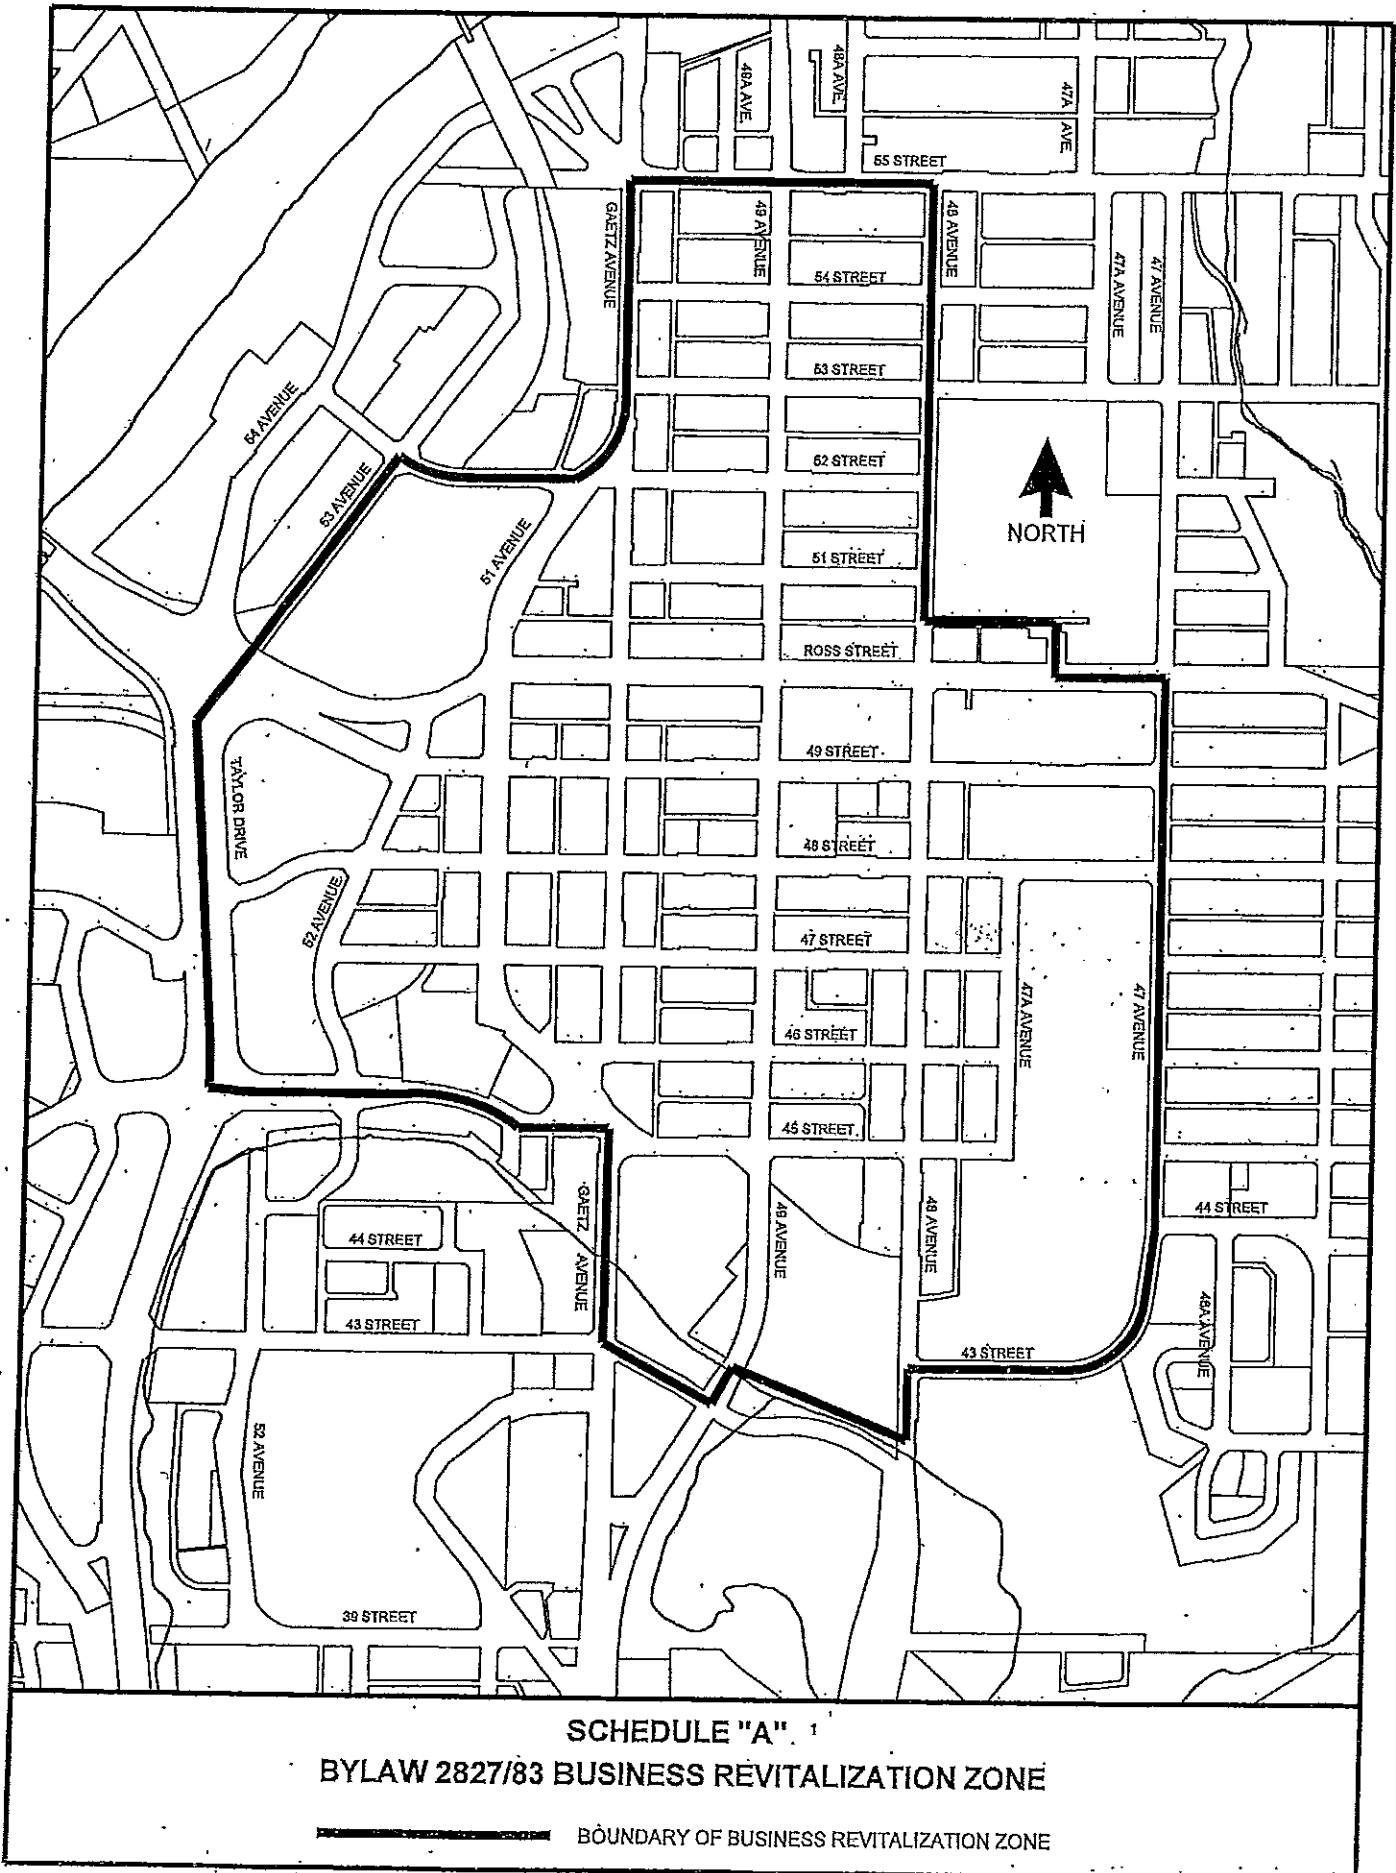 48A AVE.
47A
49A AVE.
AVE.
55 STREET
GAETZ AVENUE
49 AVENUE
48 AVENUE
47A AVENUE
47 AVENUE
54 STREET
53 STREET
54 AVENUE
52 STREET
53 AVENUE
51 AVENUE
NORTH
51 STREET
ROSS STREET
49 STREET
TAYLOR DRIVE
48 STREET
52 AVENUE
47 STREET
47A AVENUE
47 AVENUE
46 STREET
45 STREET
GAETZ
AVENUE
49 AVENUE
48 AVENUE
44 STREET
44 STREET
43 STREET
43 STREET
46A AVENUE
52 AVENUE
39 STREET
SCHEDULE "A". 1
BYLAW 2827/83 BUSINESS REVITALIZATION ZONE
BOUNDARY OF BUSINESS REVITALIZATION ZONE